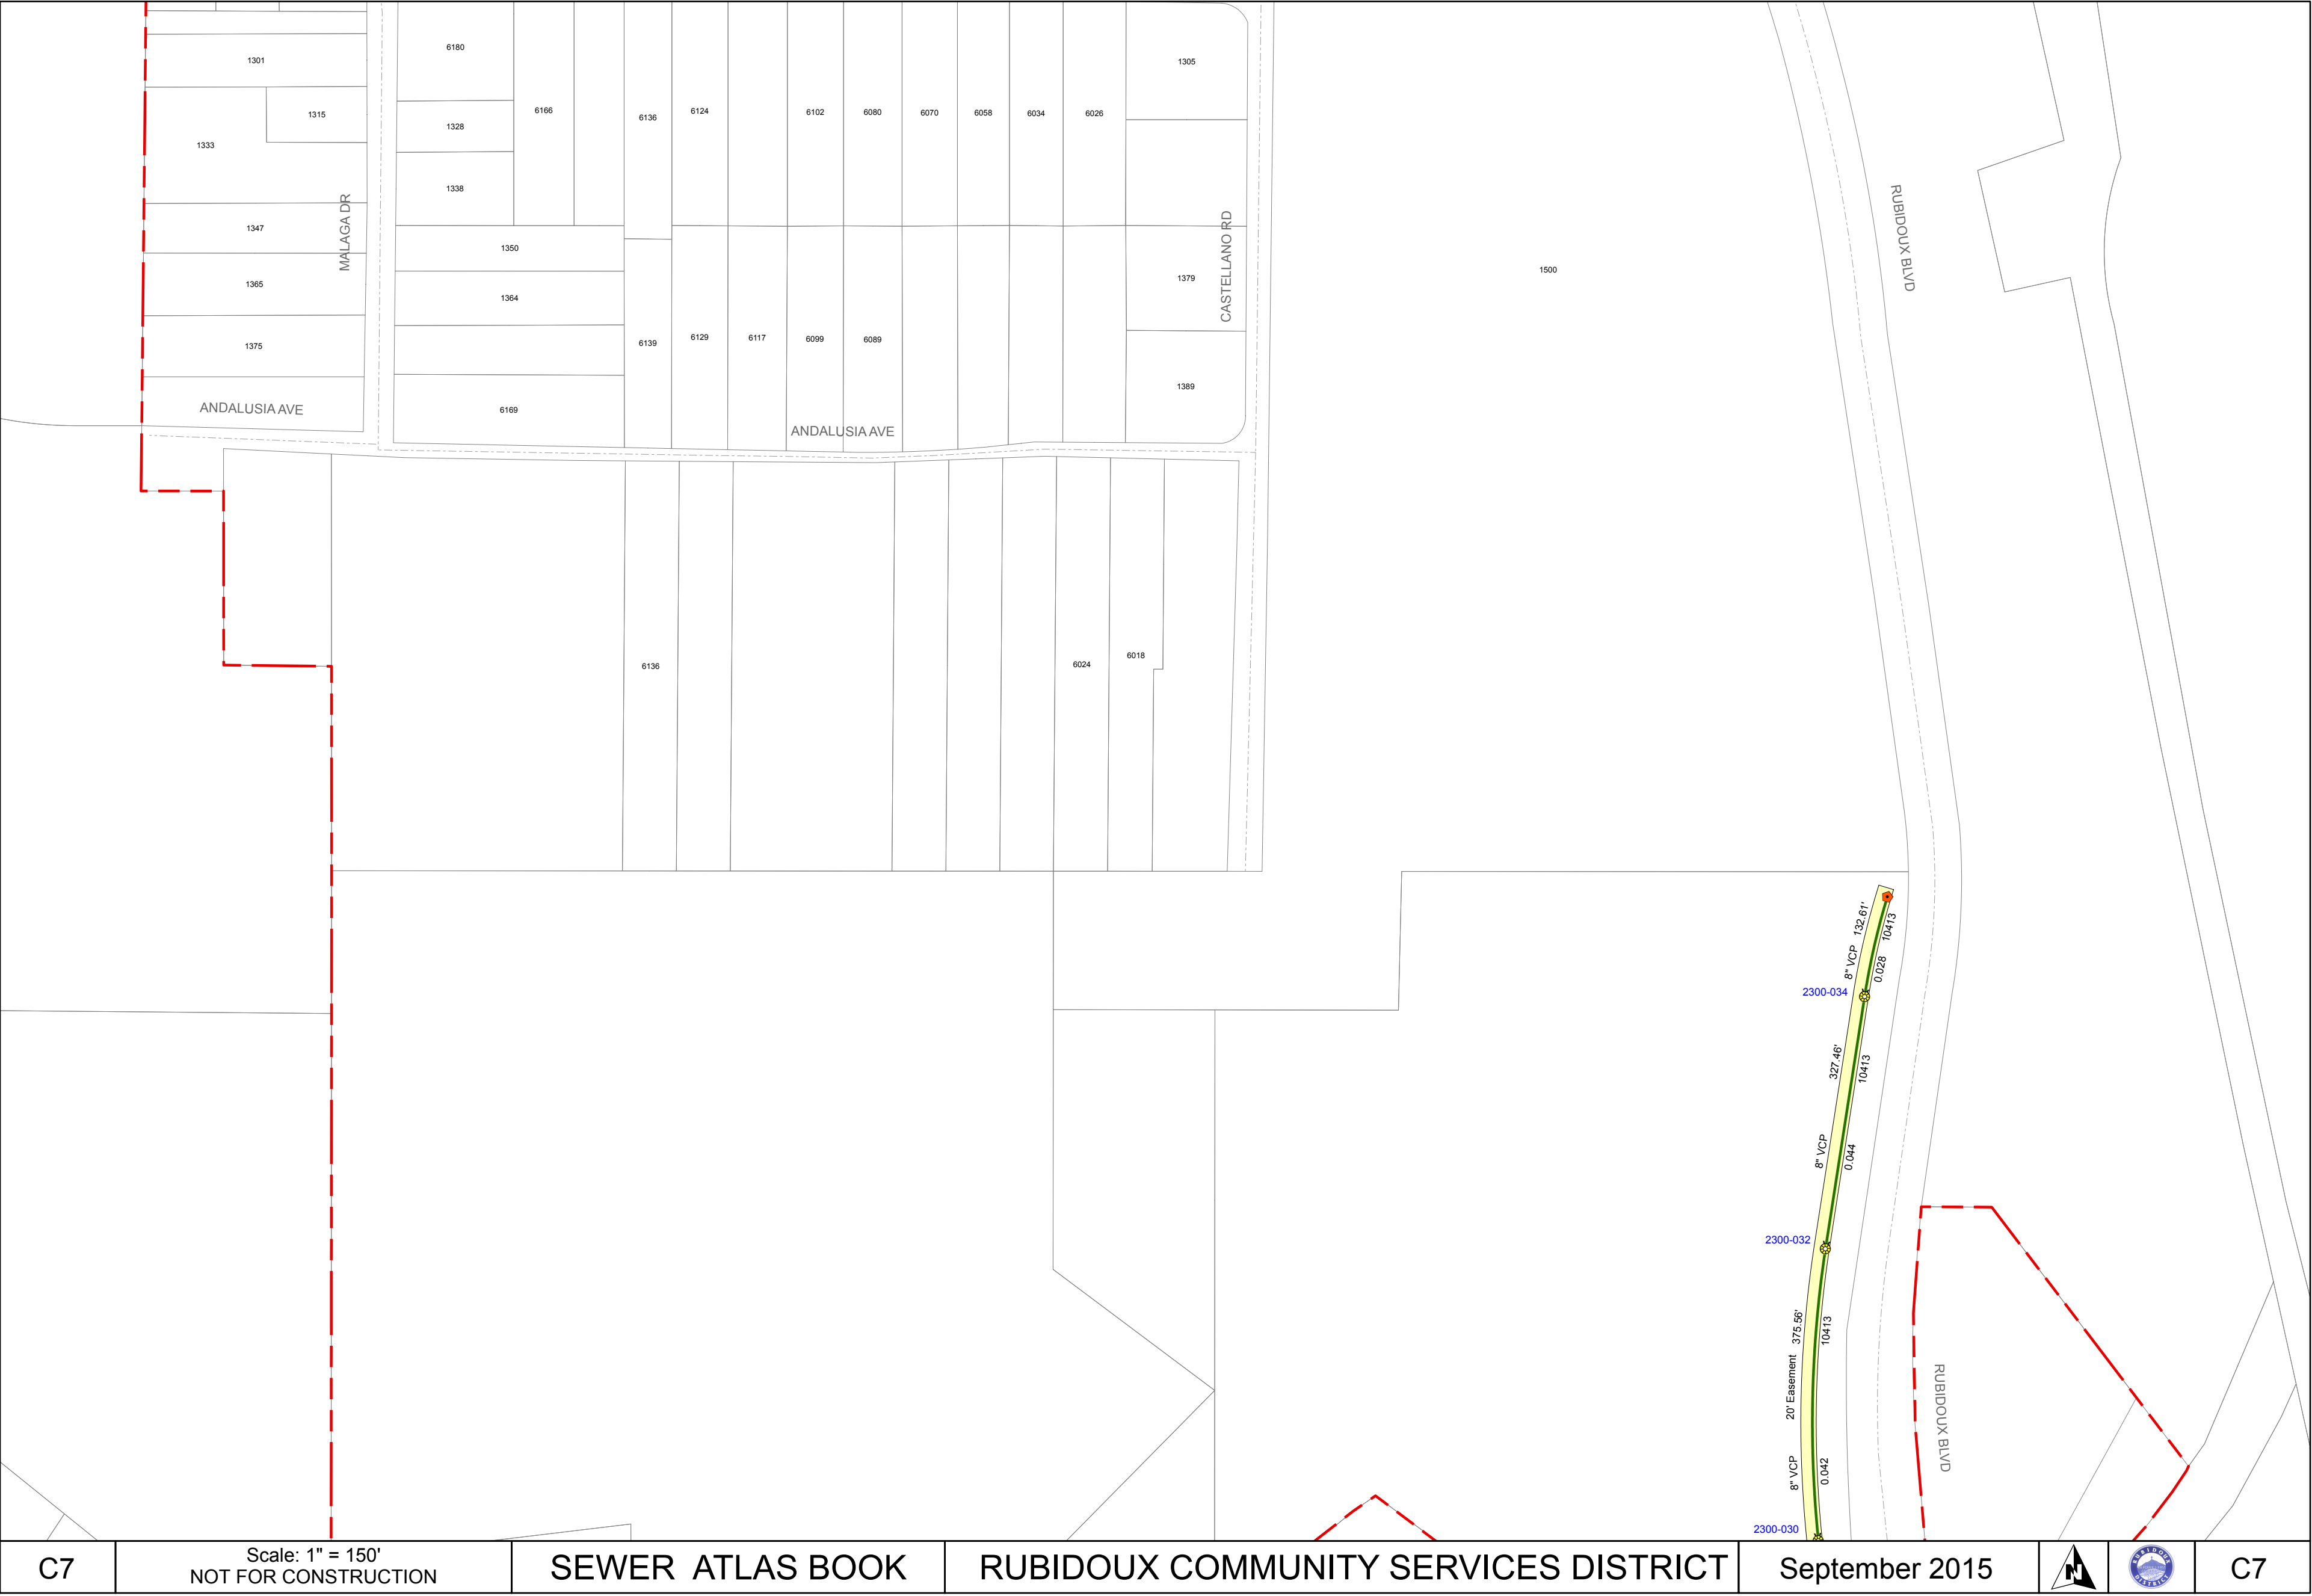 6180
1301
1305
1315
1328
6166
6136
6124
6102
6080
6070
6058
6034
6026
1333
1338
MALAGA DR
1347
1350
CASTELLANO RD
RUBIDOUX BLVD
1365
1364
1379
1500
1375
6139
6129
6117
6099
6089
1389
ANDALUSIA AVE
6169
ANDALUSIA AVE
6136
6024
6018
8" VCP 132.61'
10413
0.028
2300-034
327.46'
10413
8" VCP
0.044
2300-032
20' Easement 375.56'
10413
8" VCP
0.042
RUBIDOUX BLVD
2300-030
C7
Scale: 1" = 150'
NOT FOR CONSTRUCTION
SEWER ATLAS BOOK
RUBIDOUX COMMUNITY SERVICES DISTRICT
September 2015
N
RUBIDOUX
DISTRICT
C7